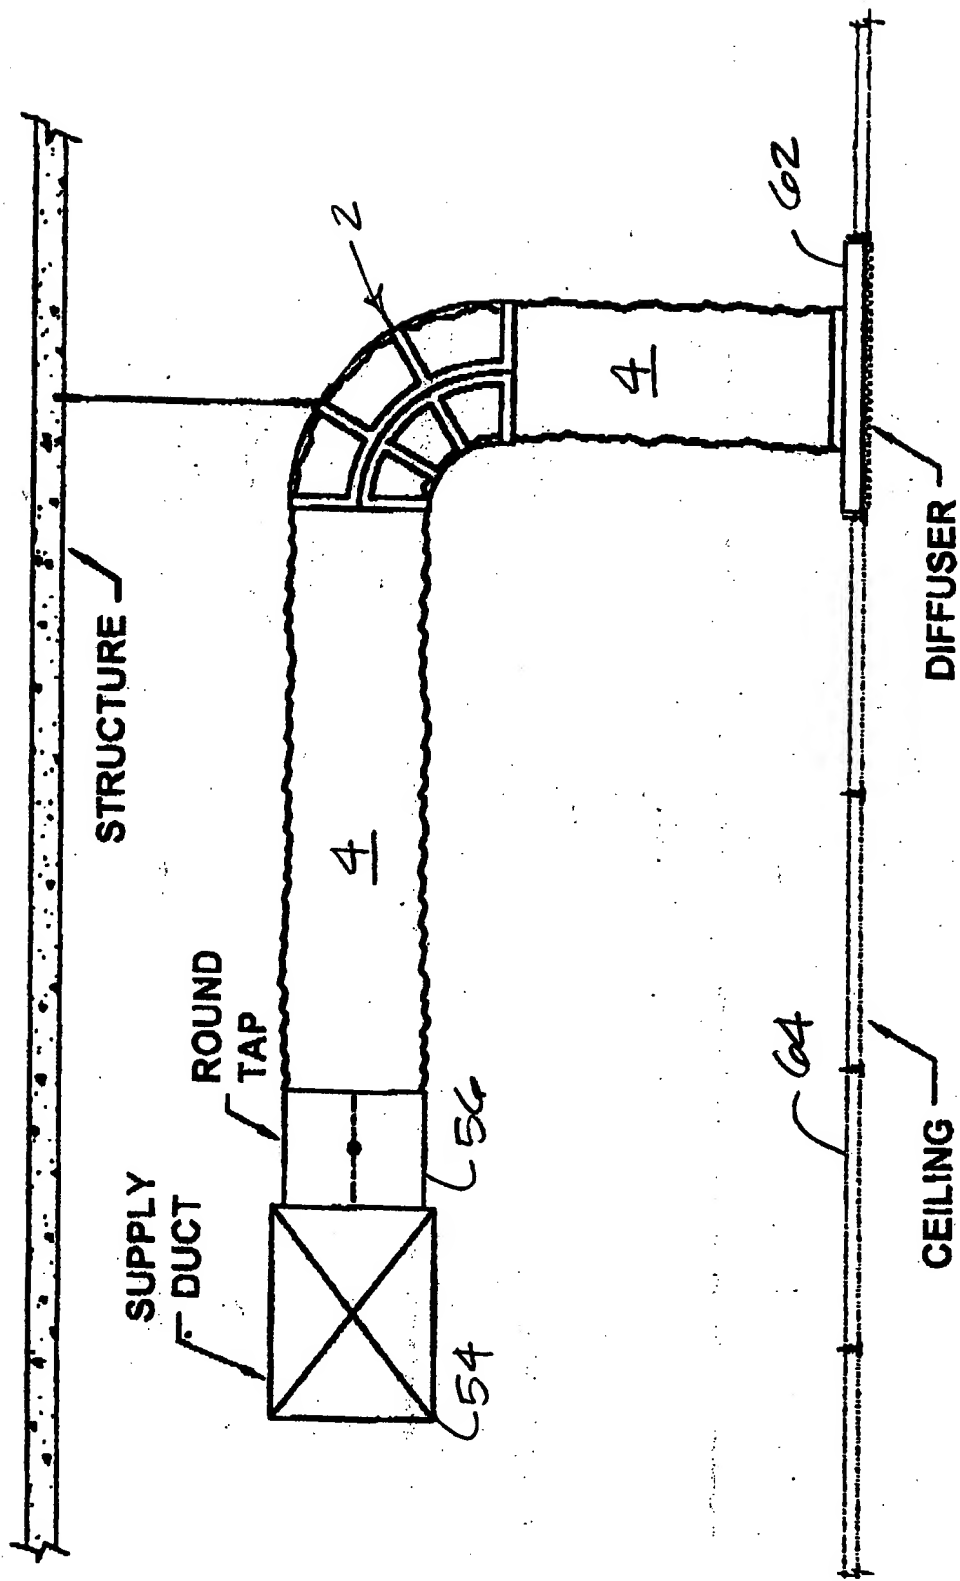 STRUCTURE
2
ROUND
TAP
SUPPLY
DUCT
4
4
56
54
62
64
DIFFUSER
CEILING